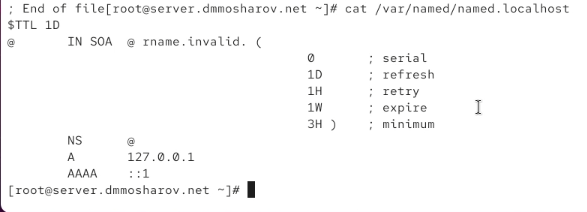 ; End of file[root@server.dmmosharov.net ~]# cat /var/named/named.localhost
$TTL 1D
@ IN SOA @ rname.invalid. (
0 ; serial
1D ; refresh
1H ; retry
1W ; expire
3H ) ; minimum
NS @
A 127.0.0.1
AAAA ::1
[root@server.dmmosharov.net ~]#